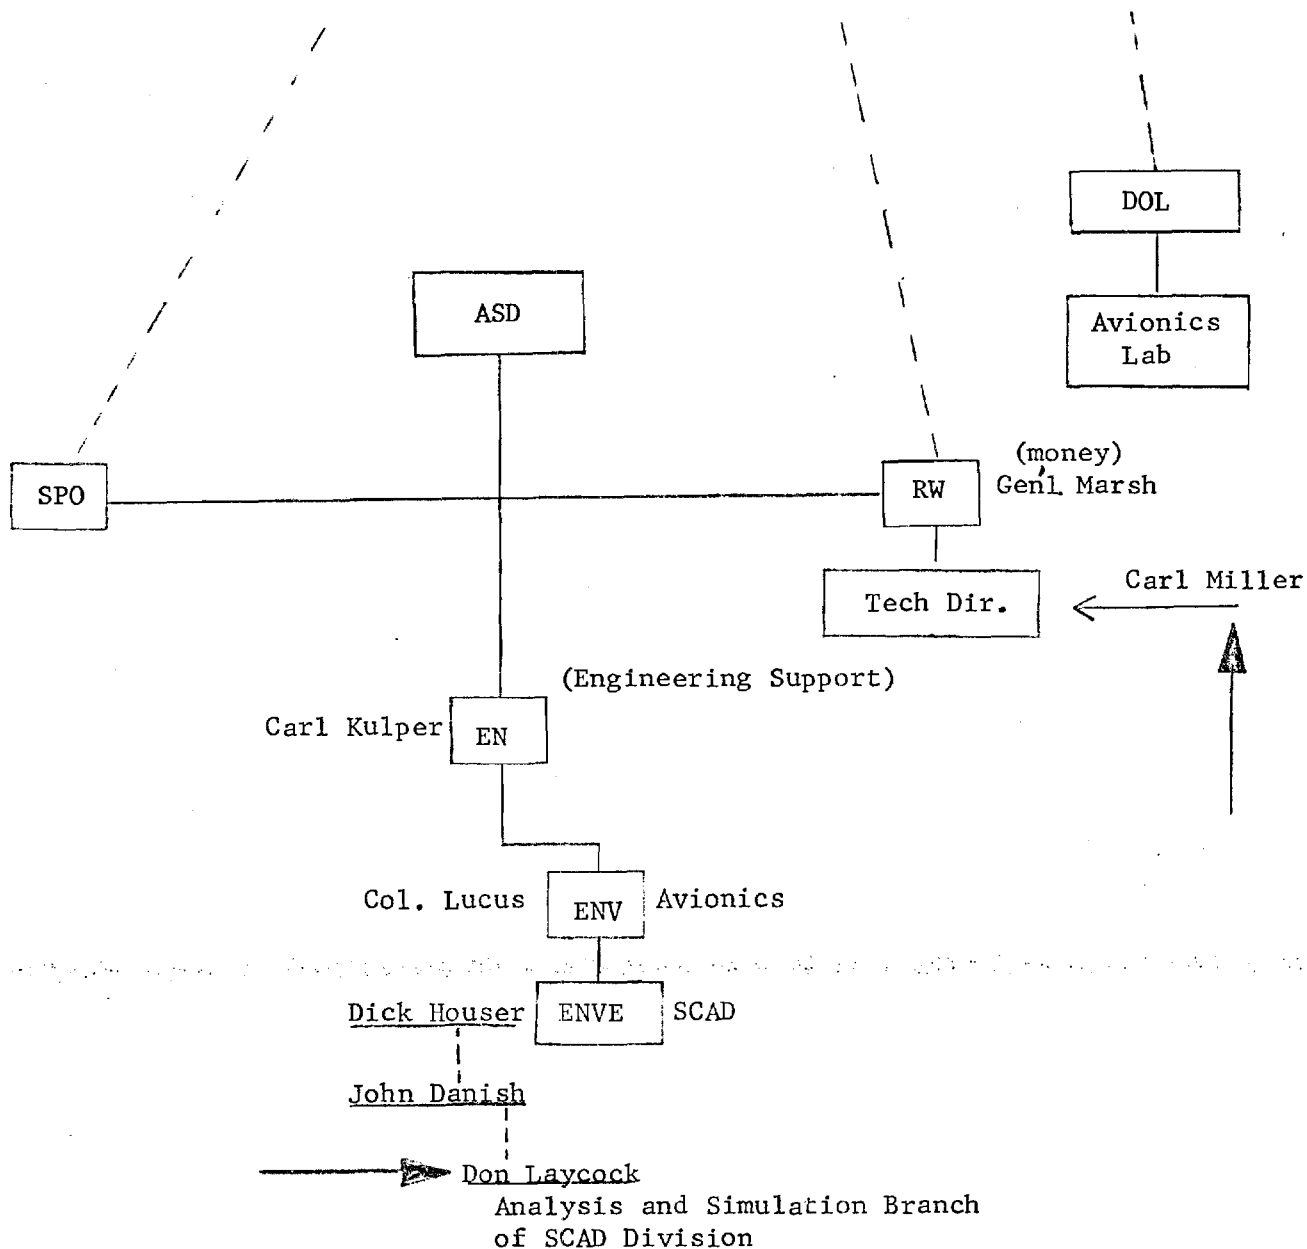 DOL
ASD
Avionics
Lab
(money)
SPO
RW
Gen'l Marsh
Carl Miller
Tech Dir.
(Engineering Support)
Carl Kulper
EN
Col. Lucus
ENV
Avionics
Dick Houser
ENVE
SCAD
John Danish
Don Laycock
Analysis and Simulation Branch
of SCAD Division